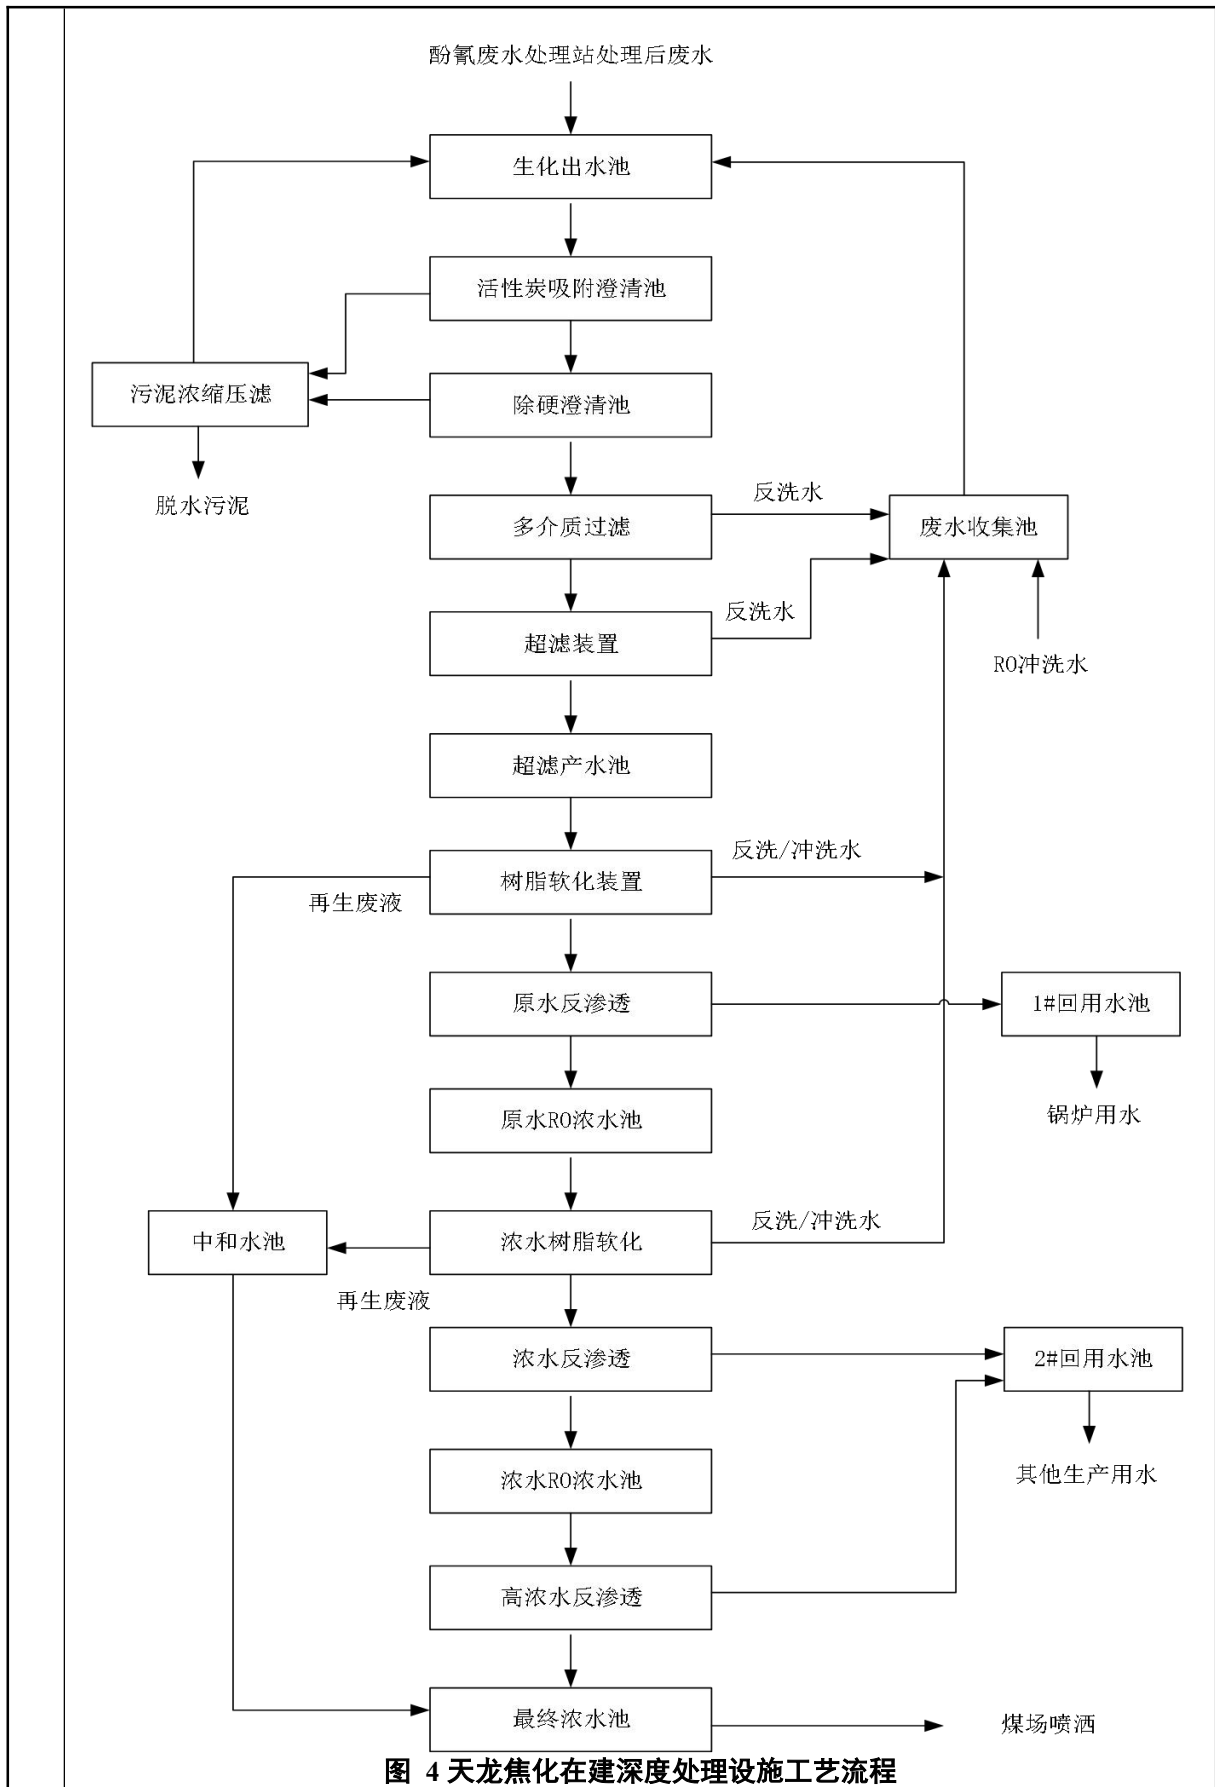 酚氰废水处理站处理后废水
生化出水池
活性炭吸附澄清池
污泥浓缩压滤
除硬澄清池
脱水污泥
反洗水
多介质过滤
废水收集池
反洗水
超滤装置
RO冲洗水
超滤产水池
反洗/冲洗水
树脂软化装置
再生废液
原水反渗透
1#回用水池
原水RO浓水池
锅炉用水
反洗/冲洗水
中和水池
浓水树脂软化
再生废液
浓水反渗透
2#回用水池
浓水RO浓水池
其他生产用水
高浓水反渗透
最终浓水池
煤场喷洒
图 4 天龙焦化在建深度处理设施工艺流程